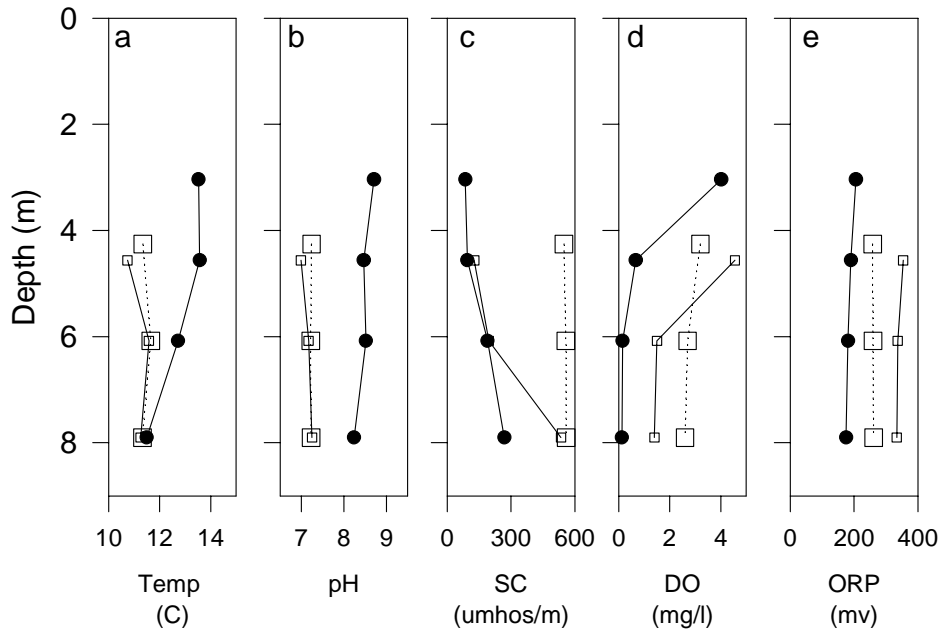 a b c d e
0
2
4
6
8
Depth (m)
10 12 14 7 8 9 0 300 600 0 2 4 0 200 400
Temp pH SC DO ORP
(C) (umhos/m) (mg/l) (mv)